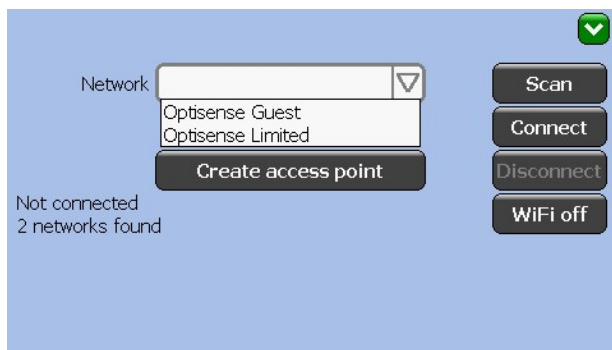 Network
Scan
Optisense Guest
Optisense Limited
Connect
Create access point
Disconnect
Not connected
2 networks found
WiFi off